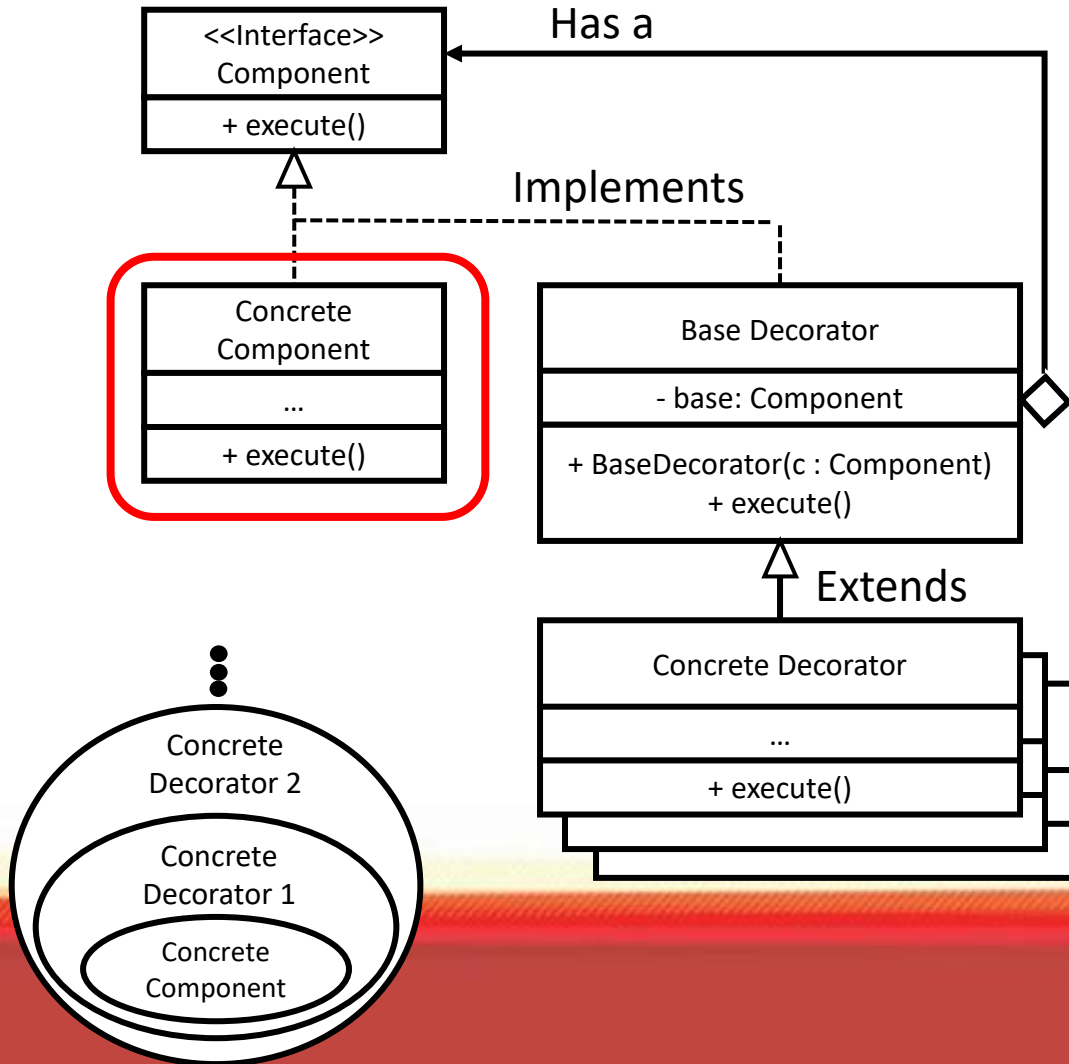 Has a
<<Interface>>
Component
+ execute()
Implements
Concrete
Component
...
+ execute()
Base Decorator
- base: Component
+ BaseDecorator(c : Component)
+ execute()
Extends
Concrete Decorator
...
+ execute()
Concrete
Decorator 2
Concrete
Decorator 1
Concrete
Component